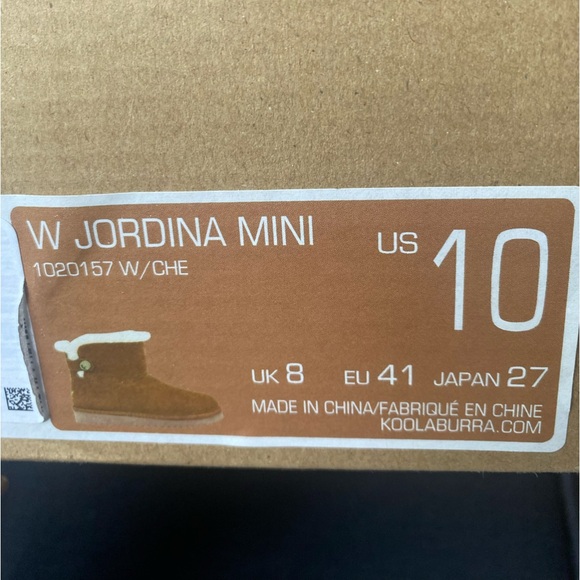 W JORDINA MINI
1020157 W/CHE
US 10
UK 8 EU 41 JAPAN 27
MADE IN CHINA/FABRIQUÉ EN CHINE
KOOLABURRA.COM